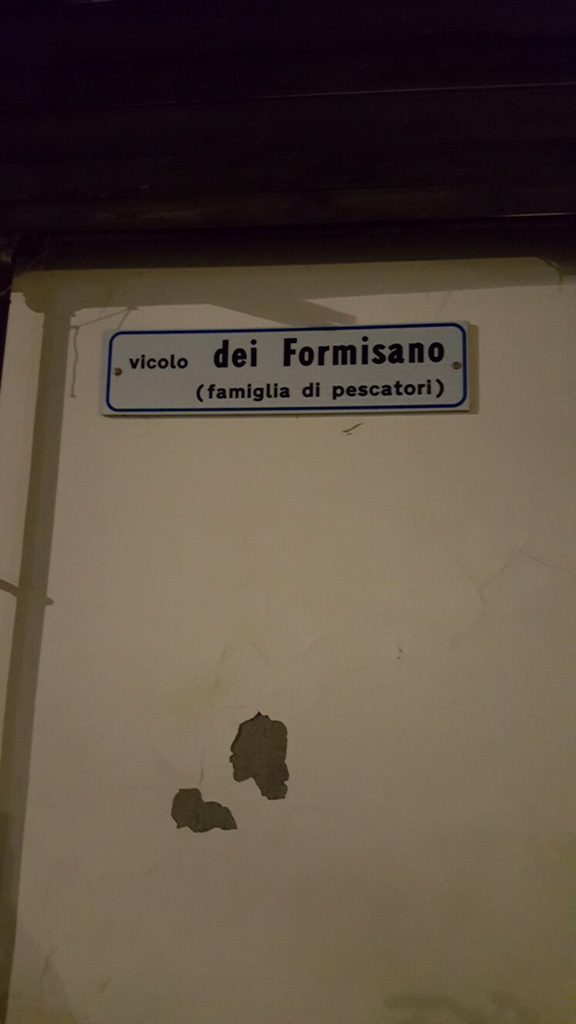 vicolo dei Formisano
(famiglia di pescatori)